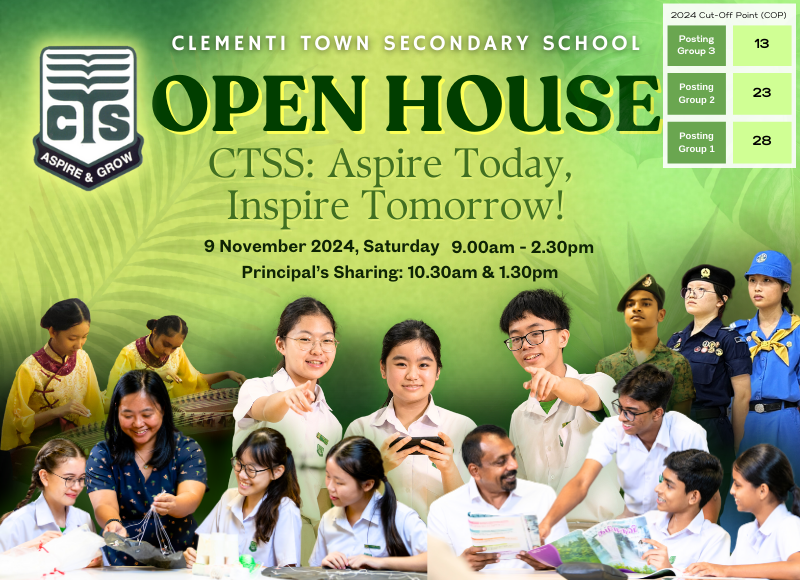 CLEMENTI TOWN SECONDARY SCHOOL
OPEN HOUSE
CTSS: Aspire Today,
Inspire Tomorrow!
9 November 2024, Saturday 9.00am - 2.30pm
Principal's Sharing: 10.30am & 1.30pm
CTS
ASPIRE & GROW
2024 Cut-Off Point (COP)
Posting
Group 3
13
Posting
Group 2
23
Posting
Group 1
28